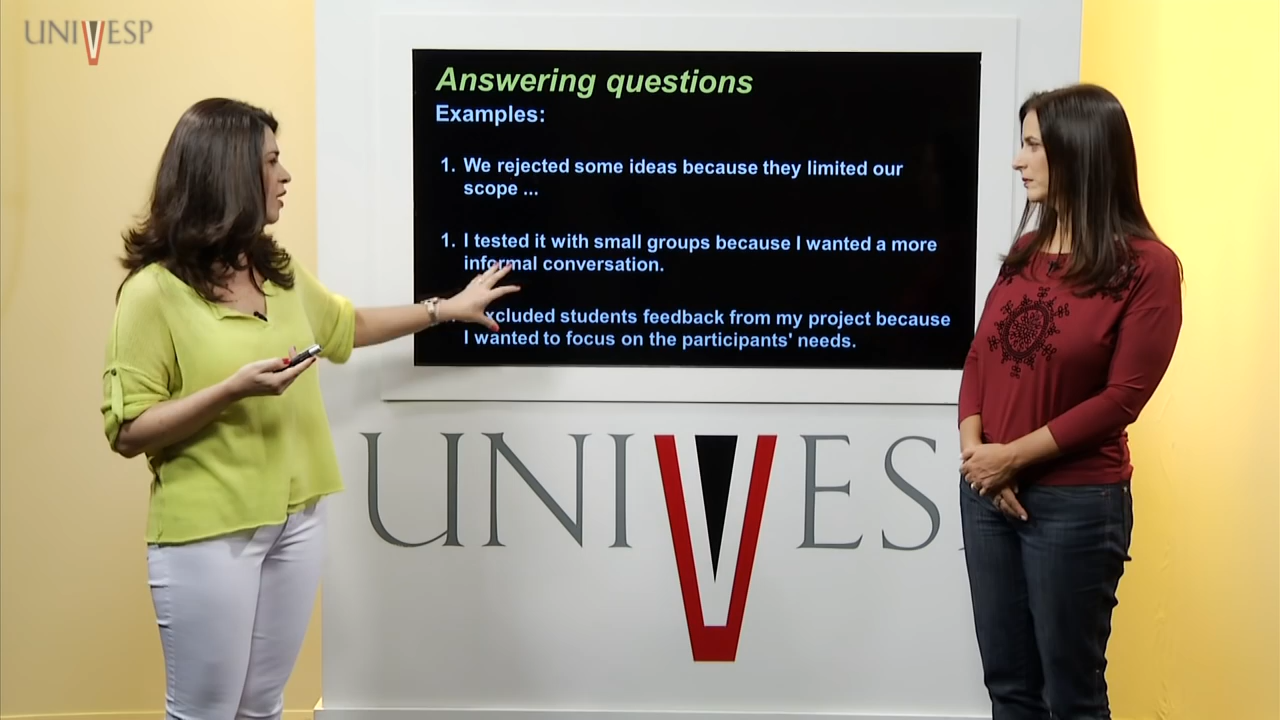 UNIVESP
Answering questions
Examples:
1. We rejected some ideas because they limited our
scope ...
1. I tested it with small groups because I wanted a more
informal conversation.
students feedback from my project because
I wanted to focus on the participants' needs.
UNIVES